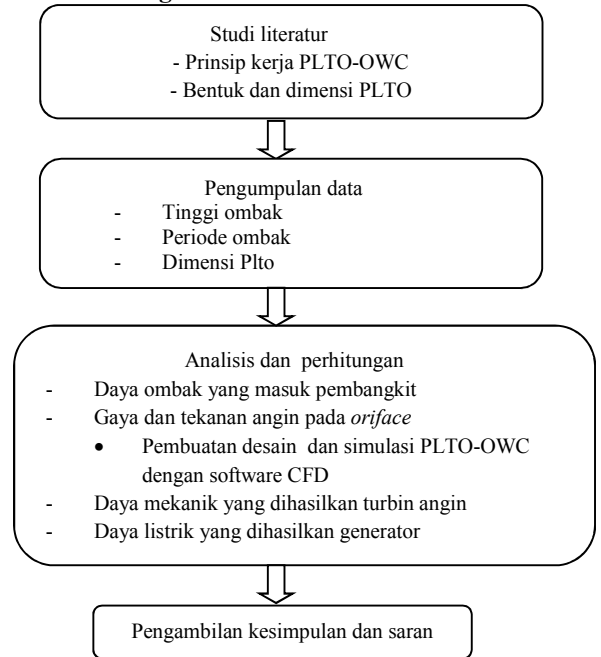 Studi literatur
- Prinsip kerja PLTO-OWC
- Bentuk dan dimensi PLTO
Pengumpulan data
- Tinggi ombak
- Periode ombak
- Dimensi Plto
Analisis dan perhitungan
- Daya ombak yang masuk pembangkit
- Gaya dan tekanan angin pada oriface
• Pembuatan desain dan simulasi PLTO-OWC
dengan software CFD
- Daya mekanik yang dihasilkan turbin angin
- Daya listrik yang dihasilkan generator
Pengambilan kesimpulan dan saran